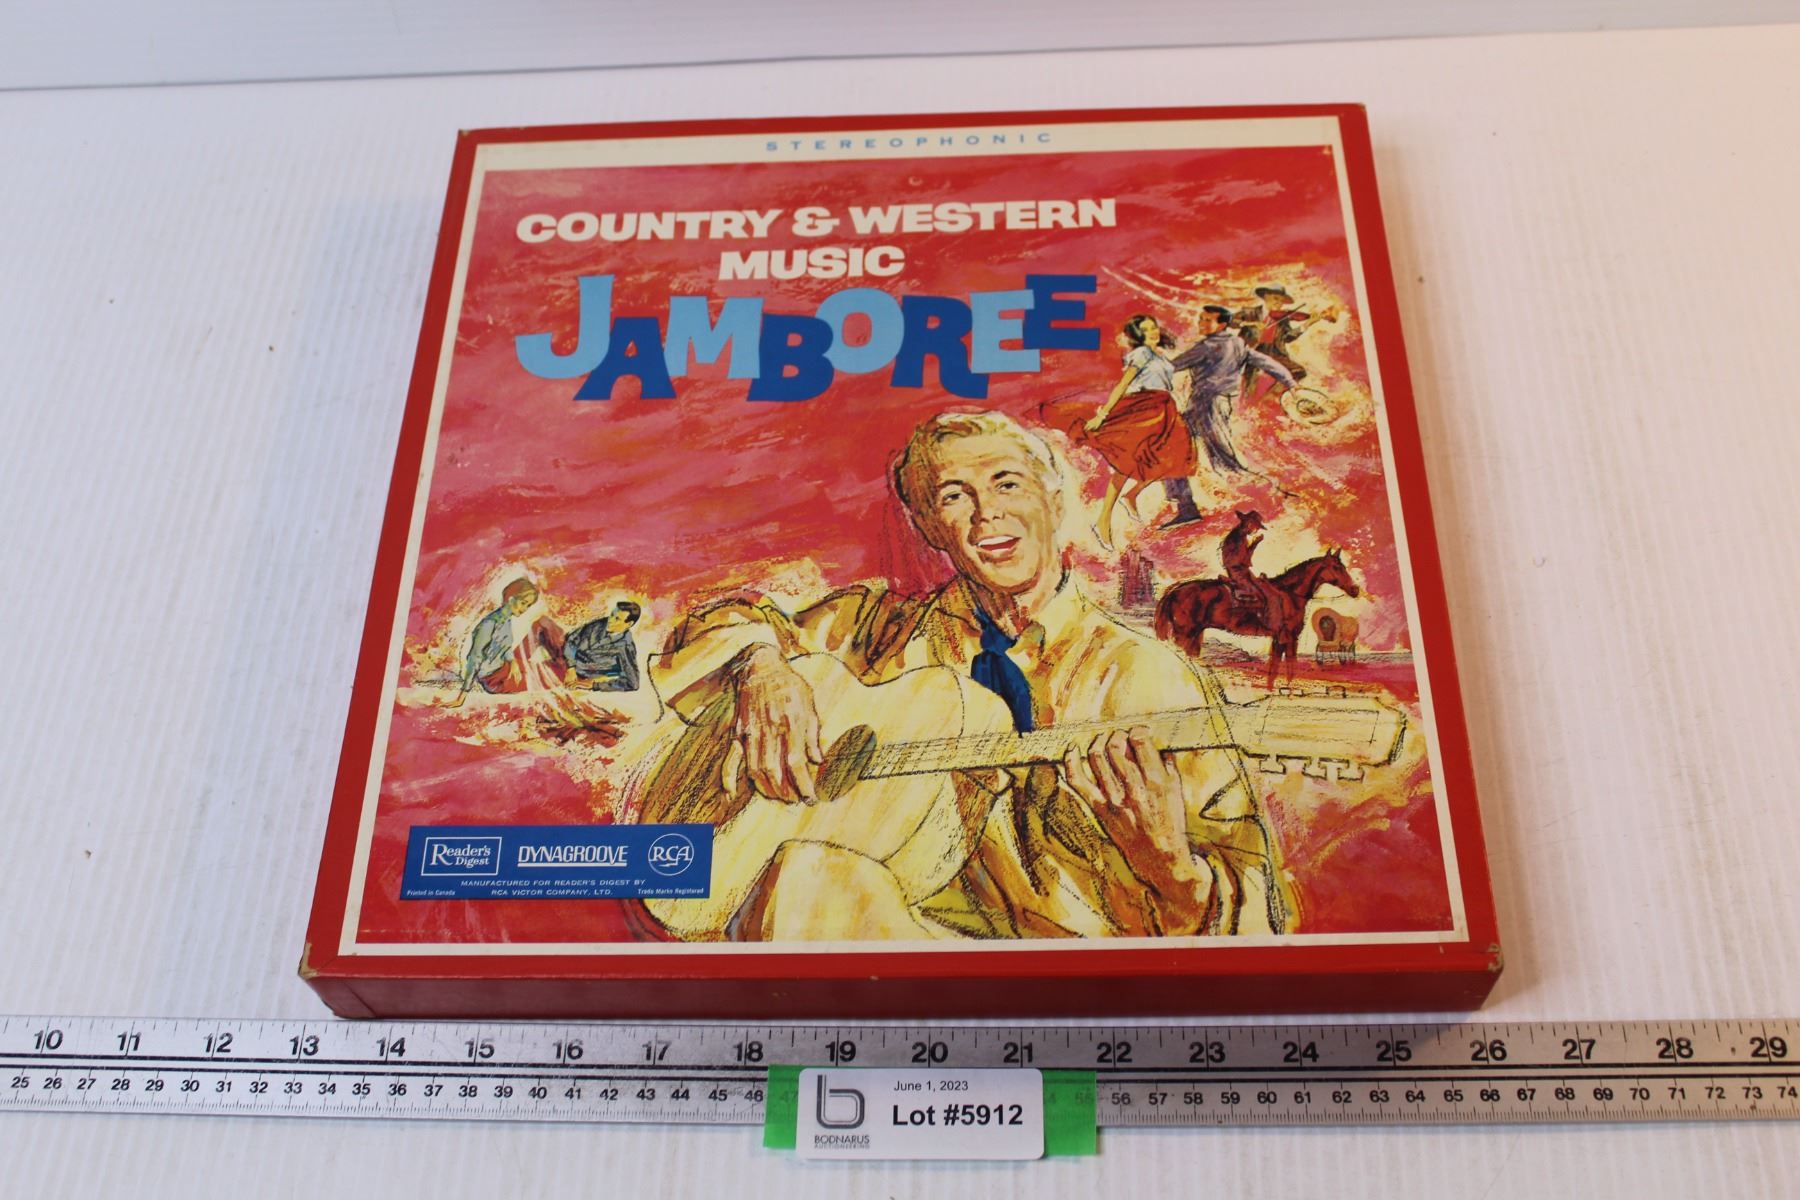 STEREOPHONIC
COUNTRY & WESTERN
MUSIC
JAMBOREE
Reader's
Digest
DYNAGROOVE
RCA
MANUFACTURED FOR READER'S DIGEST BY
Printed in Canada
RCA VICTOR COMPANY, LTD.
Trade Marks Registered
10 11 12 13 14 15 16 17 18 19 20 21 22 23 24 25 26 27 28 29
25 26 27 28 29 30 31 32 33 34 35 36 37 38 39 40 41 42 43 44 45 46 47 55 56 57 58 59 60 61 62 63 64 65 66 67 68 69 70 71 72 73 74
June 1, 2023
Lot #5912
BODNARUS
AUCTIONEERING